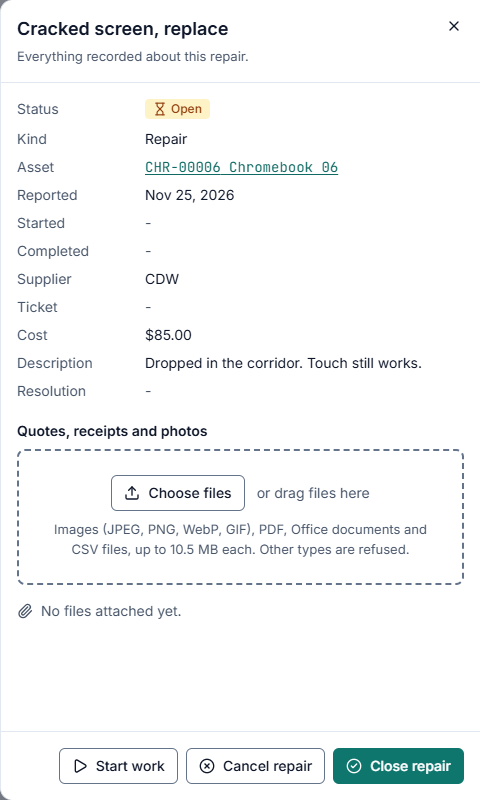 Cracked screen, replace
Everything recorded about this repair.
Status Open
Kind Repair
Asset CHR-00006 Chromebook 06
Reported Nov 25, 2026
Started -
Completed -
Supplier CDW
Ticket -
Cost $85.00
Description Dropped in the corridor. Touch still works.
Resolution -
Quotes, receipts and photos
Choose files or drag files here
Images (JPEG, PNG, WebP, GIF), PDF, Office documents and
CSV files, up to 10.5 MB each. Other types are refused.
No files attached yet.
Start work Cancel repair Close repair